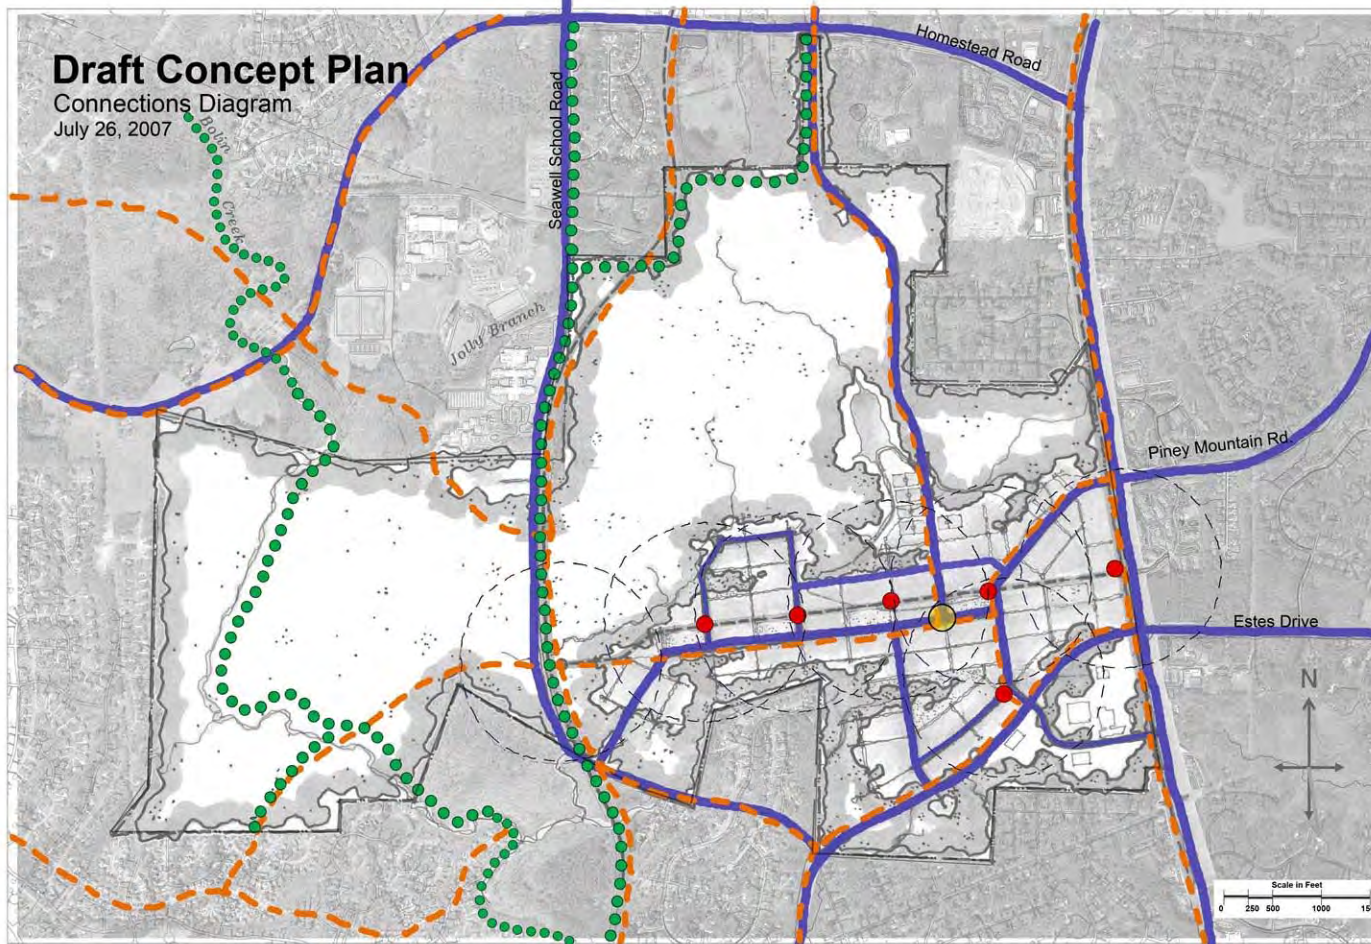 Draft Concept Plan
Connections Diagram
July 26, 2007
Bolin
Creek
Seawell School Road
Homestead Road
Jolly Branch
Piney Mountain Rd.
Estes Drive
N
Scale in Feet
0 250 500 1000 150